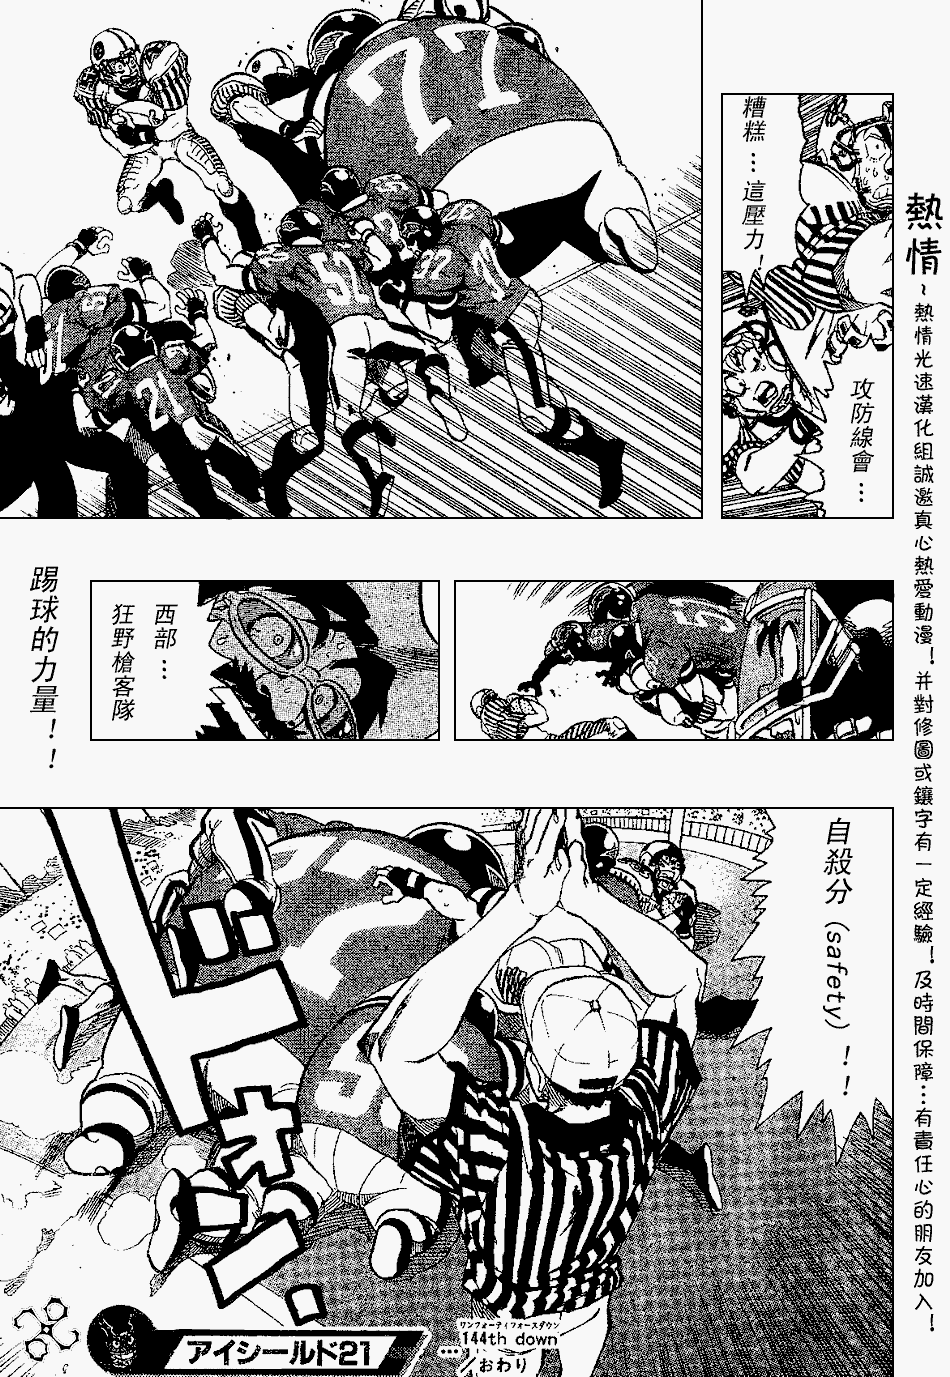 糟糕…這壓力！
攻防線會…
77
52
32
21
西部…
狂野槍客隊
踢球的力量！！
自殺分（safety）！！
ドドォン
アイシールド21
ワンフォーティフォースダウン
144th down
…／おわり
熱情~熱情光速漢化組誠邀真心熱愛動漫！并對修圖或鑲字有一定經驗！及時間保障…有責任心的朋友加入！